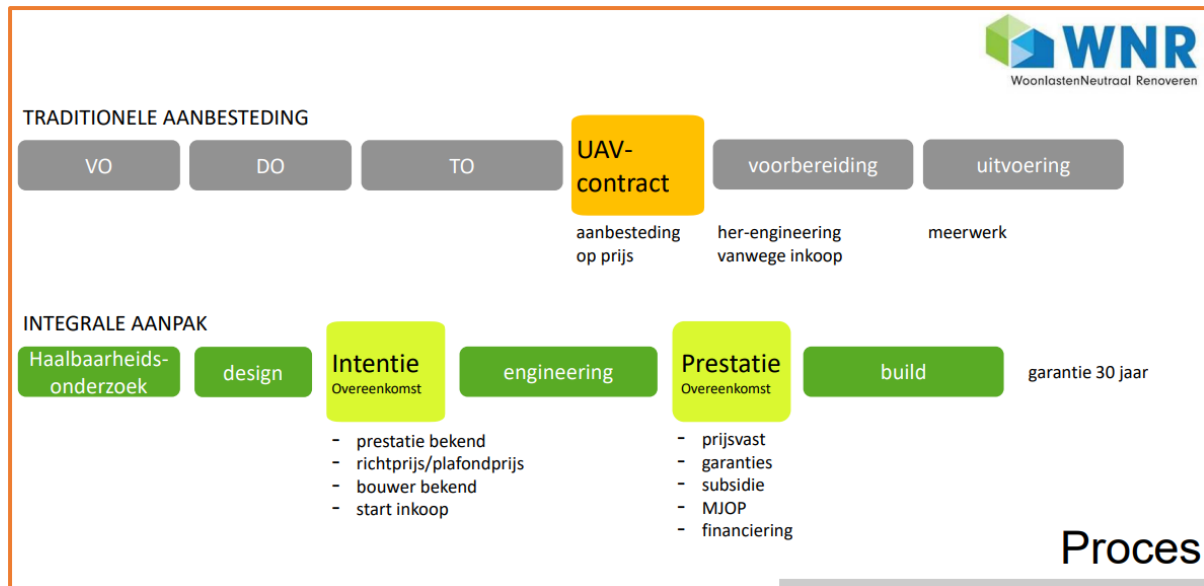 WNR
WoonlastenNeutraal Renoveren
TRADITIONELE AANBESTEDING
VO
DO
TO
UAV-
contract
voorbereiding
uitvoering
aanbesteding
op prijs
her-engineering
vanwege inkoop
meerwerk
INTEGRALE AANPAK
Haalbaarheids-
onderzoek
design
Intentie
Overeenkomst
engineering
Prestatie
Overeenkomst
build
garantie 30 jaar
- prestatie bekend
- richtprijs/plafondprijs
- bouwer bekend
- start inkoop
- prijsvast
- garanties
- subsidie
- MJOP
- financiering
Proces